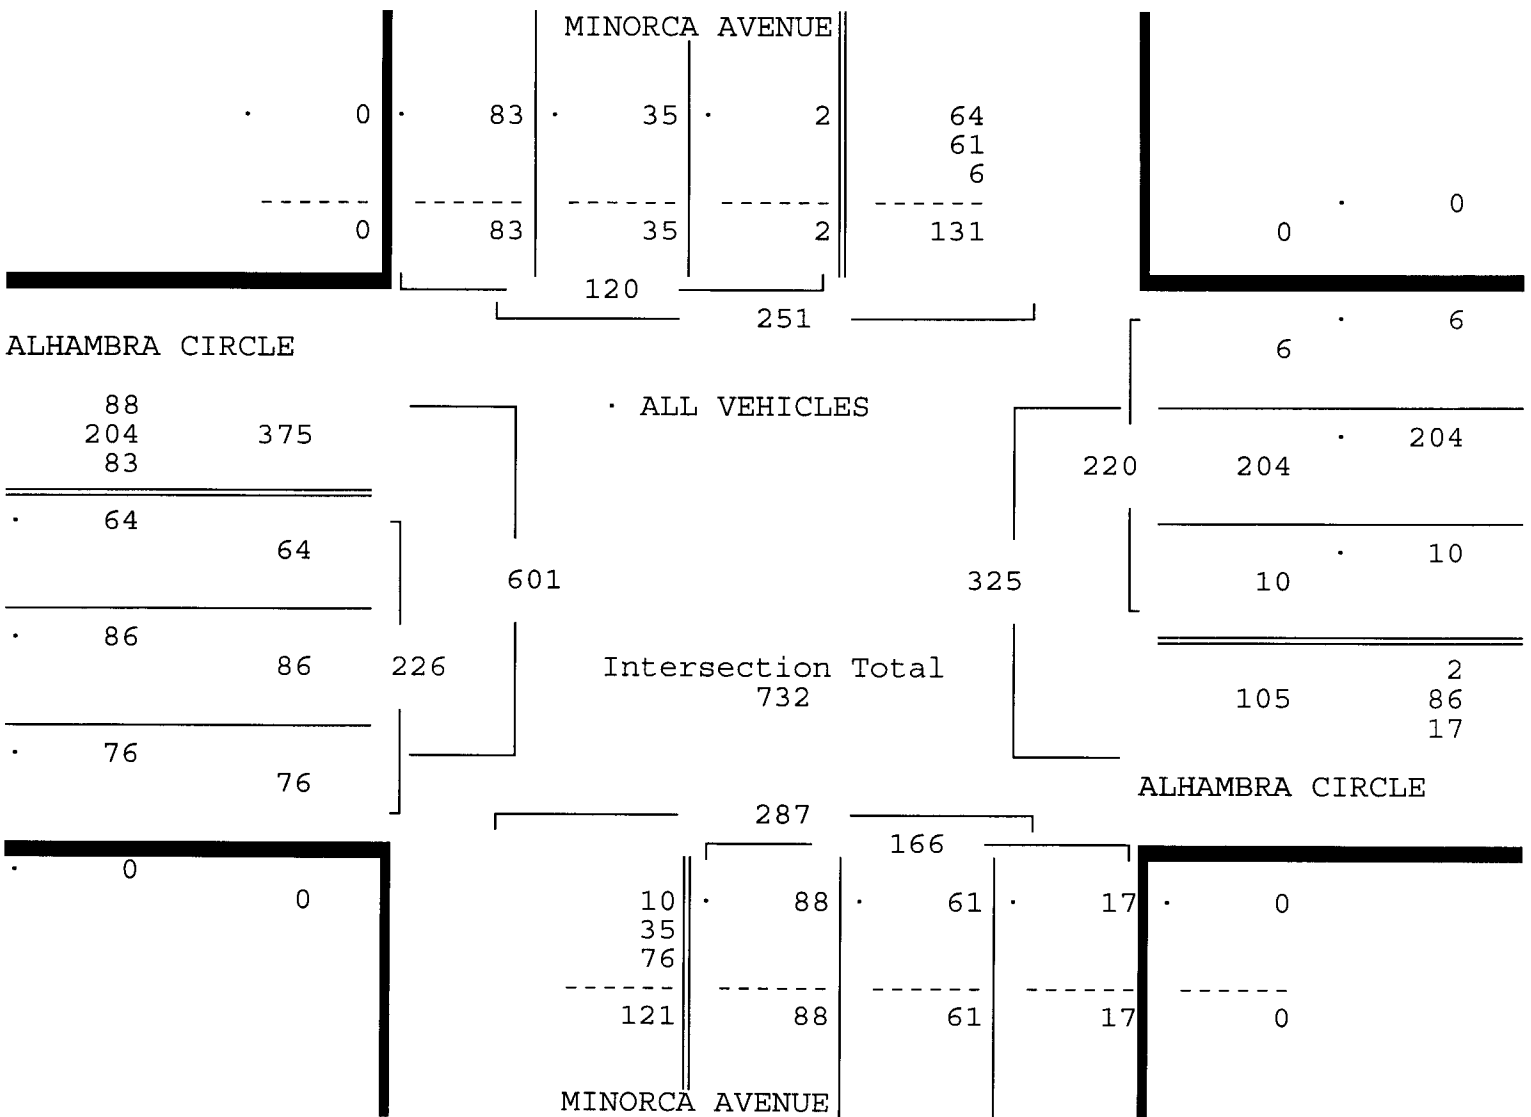 MINORCA AVENUE
· 0 · 83 · 35 · 2 64
61
6
------ ------ ------ ------ ------ · 0
0 83 35 2 131 0
120
251 · 6
ALHAMBRA CIRCLE 6
88 · ALL VEHICLES
204 375 · 204
83 220 204
· 64
64 · 10
601 325 10
· 86
86 226 Intersection Total 2
732 105 86
17
· 76
76 ALHAMBRA CIRCLE
287
166
· 0
0 10 · 88 · 61 · 17 · 0
35
76
------ ------ ------ ------ ------
121 88 61 17 0
MINORCA AVENUE